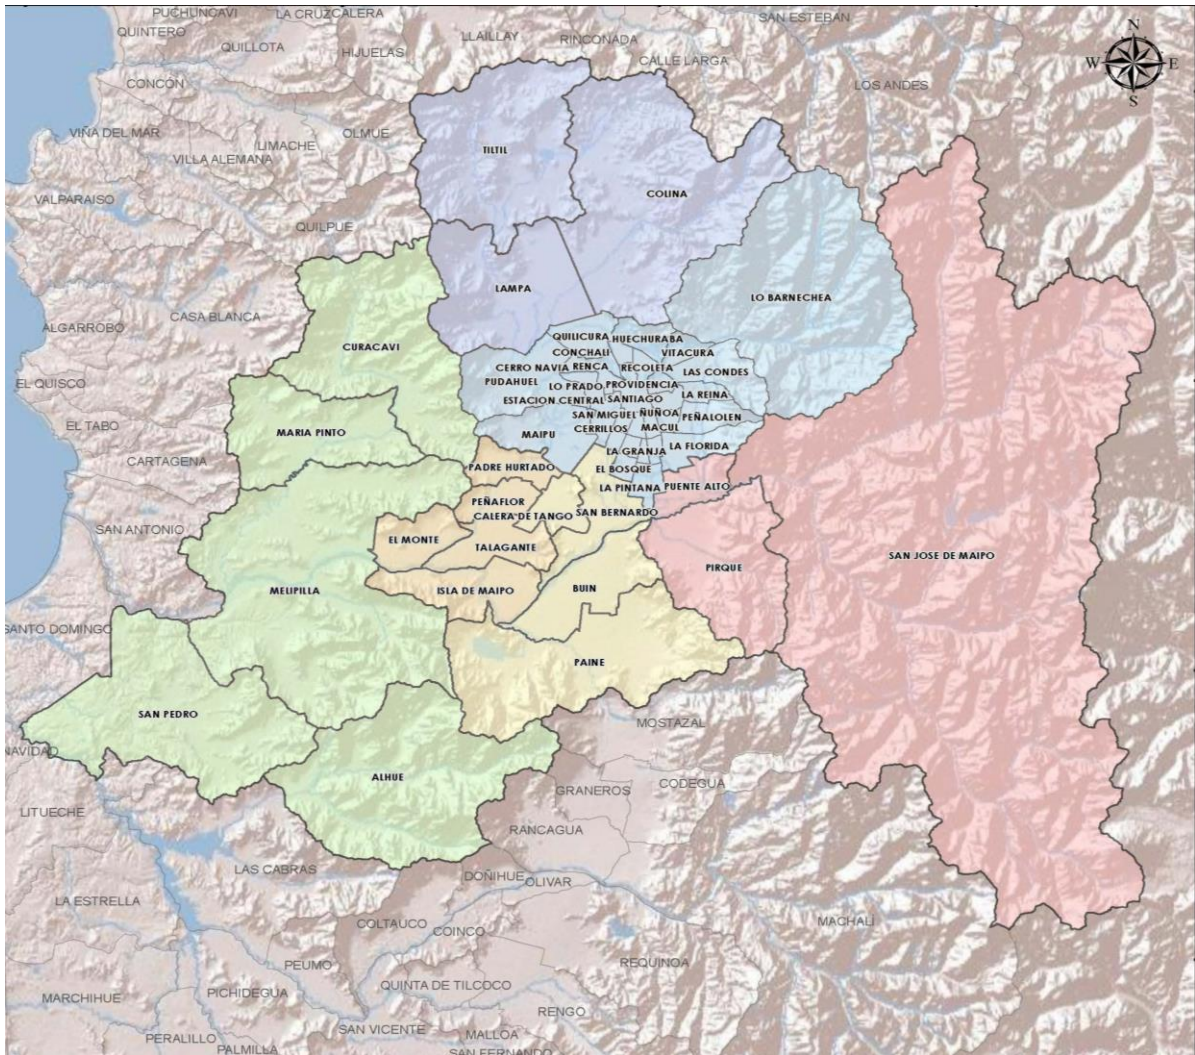 PUCHUNCAVI
LA CRUZ
CALERA
SAN ESTEBAN
QUINTERO
LLAILLAY
RINCONADA
N
QUILLOTA
HIJUELAS
CALLE LARGA
W
E
CONCÓN
LOS ANDES
S
VIÑA DEL MAR
OLMUE
LIMACHE
TILTIL
VILLA ALEMANA
COLINA
VALPARAISO
QUILPUE
LAMPA
LO BARNECHEA
CASA BLANCA
ALGARROBO
QUILICURA
HUECHURABA
CURACAVI
CONCHALI
VITACURA
CERRO NAVIA
RENCA
RECOLETA
LAS CONDES
EL QUISCO
PUDAHUEL
LO PRADO
PROVIDENCIA
LA REINA
ESTACION CENTRAL
SANTIAGO
SAN MIGUEL
ÑUÑOA
PEÑALOLEN
EL TABO
MARIA PINTO
MAIPU
CERRILLOS
MACUL
LA GRANJA
LA FLORIDA
CARTAGENA
PADRE HURTADO
EL BOSQUE
LA PINTANA
PUENTE ALTO
PEÑAFLOR
CALERA DE TANGO
SAN BERNARDO
SAN ANTONIO
EL MONTE
TALAGANTE
SAN JOSE DE MAIPO
PIRQUE
MELIPILLA
ISLA DE MAIPO
BUIN
SANTO DOMINGO
PAINE
SAN PEDRO
MOSTAZAL
NAVIDAD
ALHUE
CODEGUA
GRANEROS
LITUECHE
RANCAGUA
LAS CABRAS
DOÑIHUE
OLIVAR
LA ESTRELLA
COLTAUCO
COINCO
MACHALÍ
PEUMO
REQUINOA
PICHIDEGUA
QUINTA DE TILCOCO
MARCHIHUE
RENGO
SAN VICENTE
MALLOA
PERALILLO
PALMILLA
SAN FERNANDO